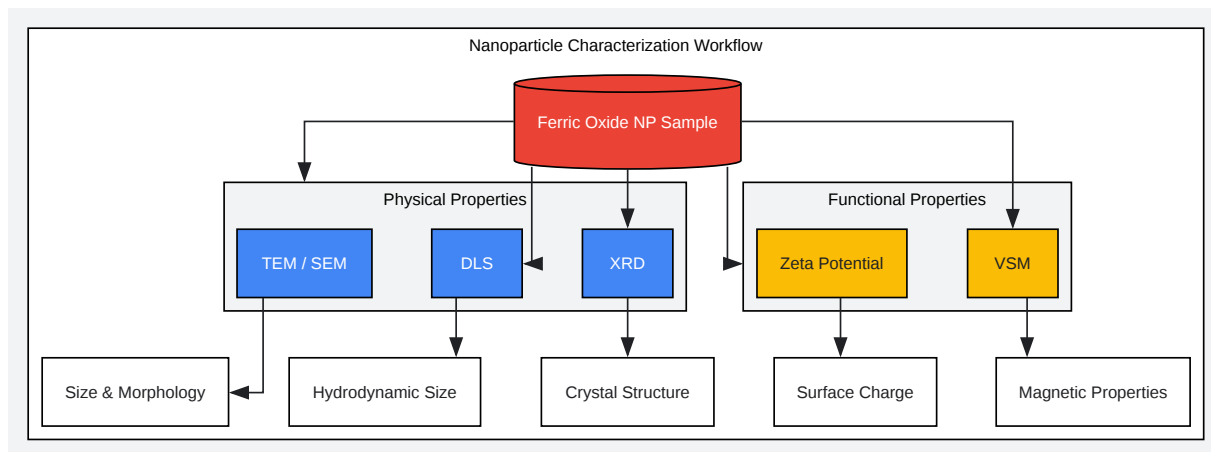 Nanoparticle Characterization Workflow
Ferric Oxide NP Sample
Physical Properties
Functional Properties
TEM / SEM
DLS
XRD
Zeta Potential
VSM
Size & Morphology
Hydrodynamic Size
Crystal Structure
Surface Charge
Magnetic Properties